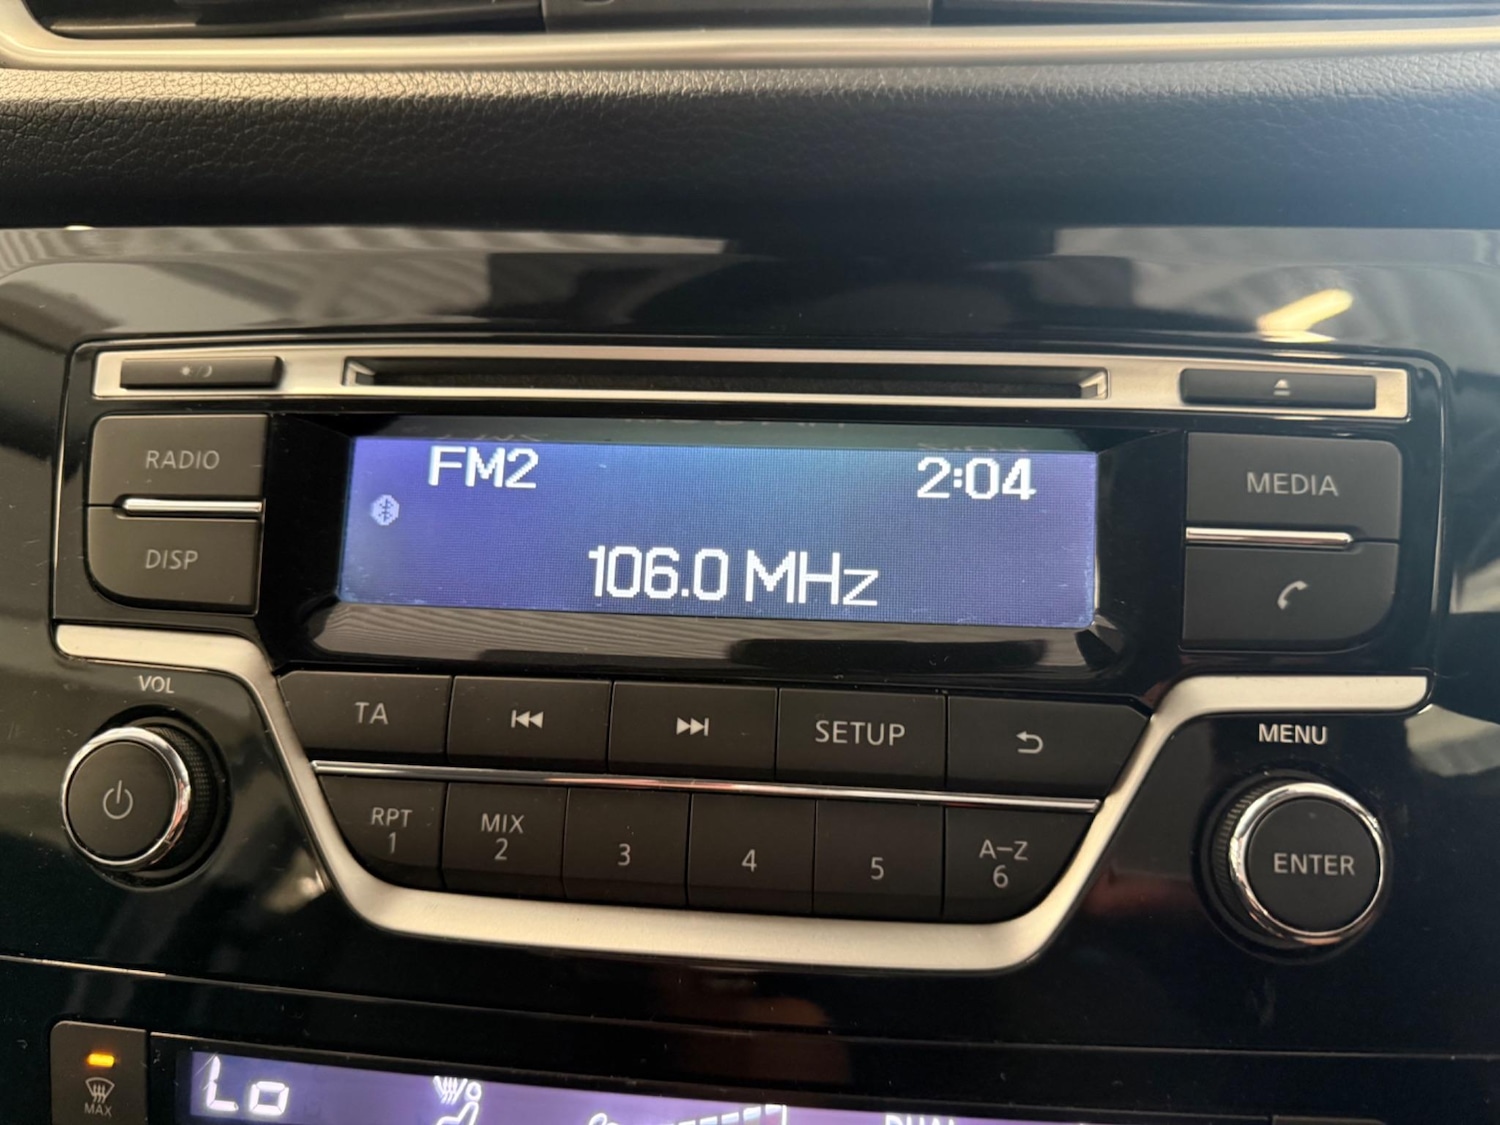 RADIO
DISP
FM2
2:04
106.0 MHz
MEDIA
VOL
TA
SETUP
MENU
RPT
1
MIX
2
3
4
5
A–Z
6
ENTER
MAX
Lo
DUAL